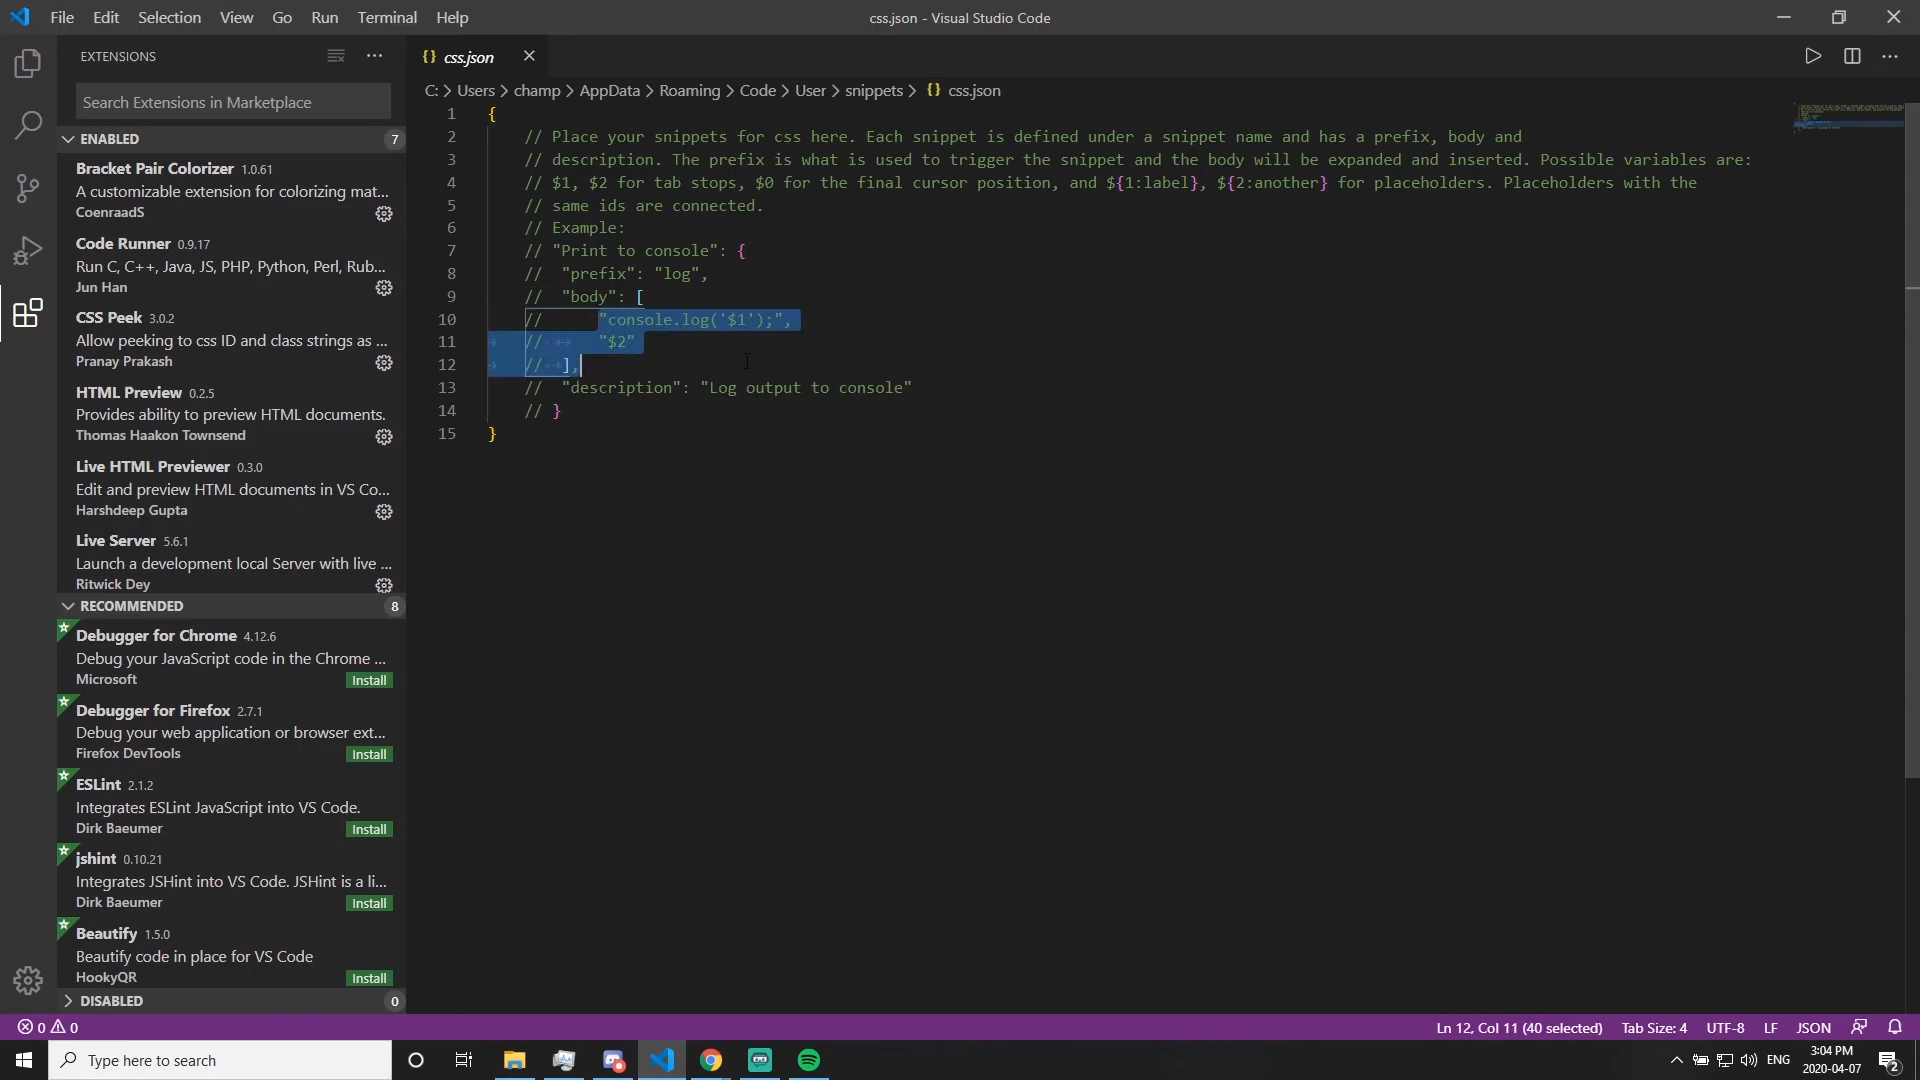 File Edit Selection View Go Run Terminal Help
css.json - Visual Studio Code
EXTENSIONS
Search Extensions in Marketplace
ENABLED 7
Bracket Pair Colorizer 1.0.61
A customizable extension for colorizing mat...
CoenraadS
Code Runner 0.9.17
Run C, C++, Java, JS, PHP, Python, Perl, Rub...
Jun Han
CSS Peek 3.0.2
Allow peeking to css ID and class strings as ...
Pranay Prakash
HTML Preview 0.2.5
Provides ability to preview HTML documents.
Thomas Haakon Townsend
Live HTML Previewer 0.3.0
Edit and preview HTML documents in VS Co...
Harshdeep Gupta
Live Server 5.6.1
Launch a development local Server with live ...
Ritwick Dey
RECOMMENDED 8
Debugger for Chrome 4.12.6
Debug your JavaScript code in the Chrome ...
Microsoft Install
Debugger for Firefox 2.7.1
Debug your web application or browser ext...
Firefox DevTools Install
ESLint 2.1.2
Integrates ESLint JavaScript into VS Code.
Dirk Baeumer Install
jshint 0.10.21
Integrates JSHint into VS Code. JSHint is a li...
Dirk Baeumer Install
Beautify 1.5.0
Beautify code in place for VS Code
HookyQR Install
DISABLED 0
{} css.json
C: > Users > champ > AppData > Roaming > Code > User > snippets > {} css.json
1 {
2 // Place your snippets for css here. Each snippet is defined under a snippet name and has a prefix, body and
3 // description. The prefix is what is used to trigger the snippet and the body will be expanded and inserted. Possible variables are:
4 // $1, $2 for tab stops, $0 for the final cursor position, and ${1:label}, ${2:another} for placeholders. Placeholders with the
5 // same ids are connected.
6 // Example:
7 // "Print to console": {
8 // "prefix": "log",
9 // "body": [
10 // "console.log('$1');",
11 // "$2"
12 // ],
13 // "description": "Log output to console"
14 // }
15 }
0 0 Ln 12, Col 11 (40 selected) Tab Size: 4 UTF-8 LF JSON
Type here to search
ENG
3:04 PM
2020-04-07
2